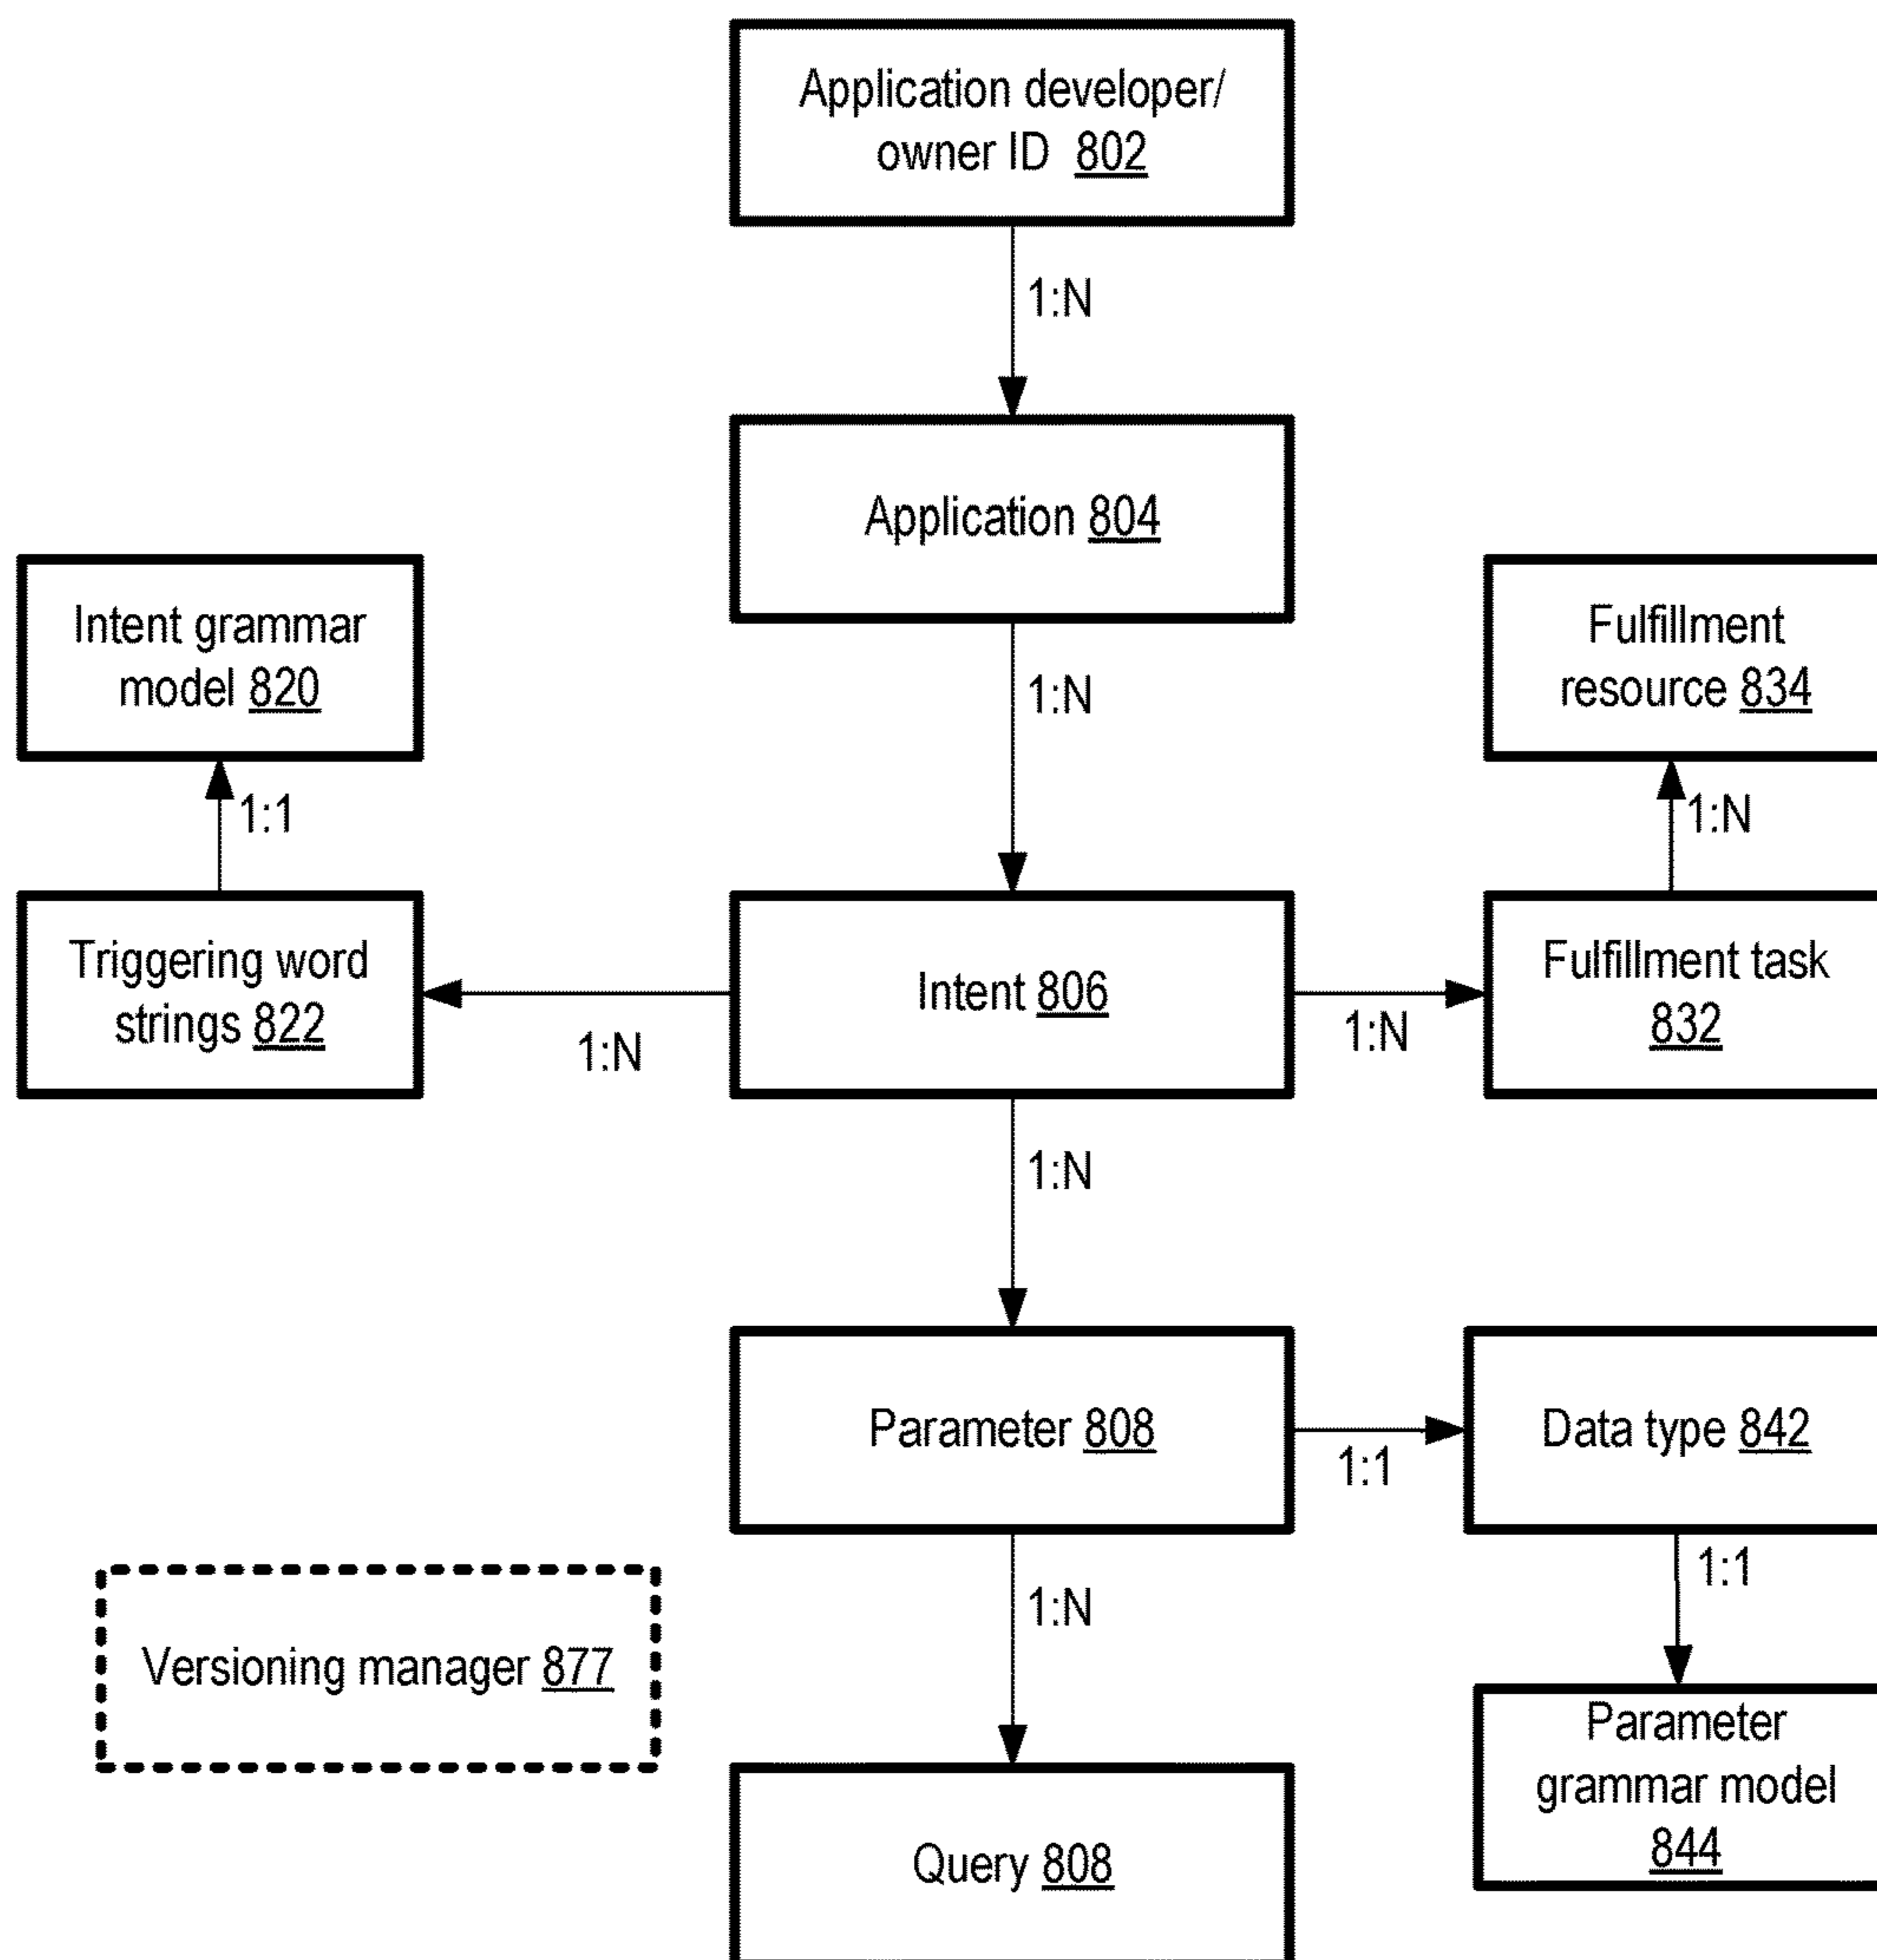 Application developer/
owner ID 802
1:N
Application 804
1:N
Intent grammar
model 820
1:1
Fulfillment
resource 834
1:N
Triggering word
strings 822
1:N
Intent 806
1:N
Fulfillment task
832
1:N
Parameter 808
1:1
Data type 842
1:1
1:N
Versioning manager 877
Parameter
grammar model
844
Query 808